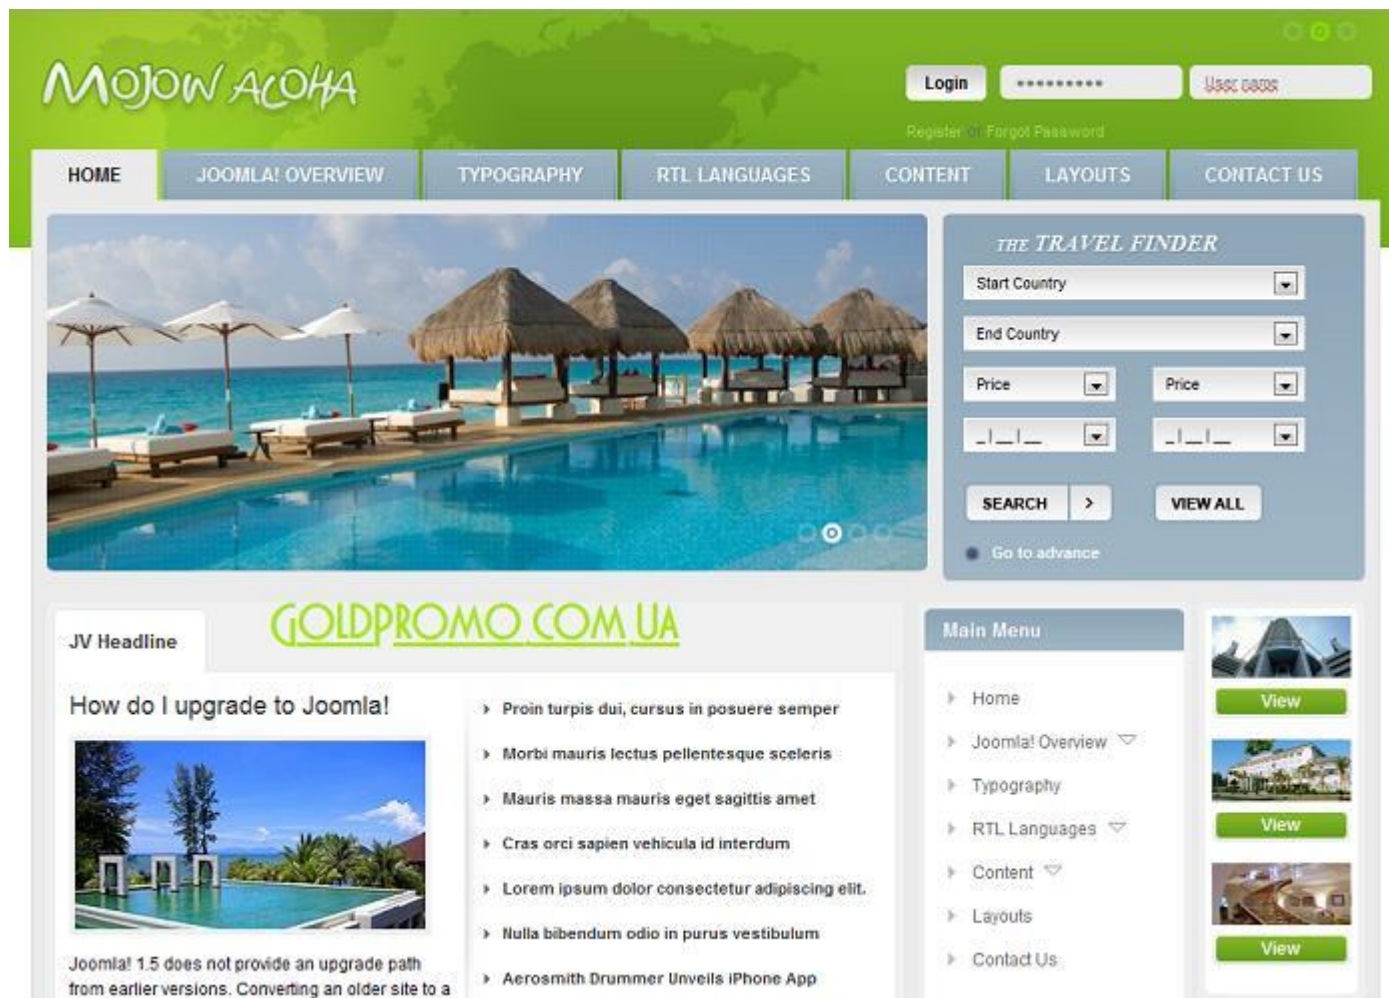 MOJOW ALOHA
Login ********* User name
Register or Forgot Password
HOME JOOMLA! OVERVIEW TYPOGRAPHY RTL LANGUAGES CONTENT LAYOUTS CONTACT US
THE TRAVEL FINDER
Start Country
End Country
Price Price
_|__|__ _|__|__
SEARCH > VIEW ALL
Go to advance
GOLDPROMO.COM.UA
JV Headline
How do I upgrade to Joomla!
Joomla! 1.5 does not provide an upgrade path
from earlier versions. Converting an older site to a
Proin turpis dui, cursus in posuere semper
Morbi mauris lectus pellentesque sceleris
Mauris massa mauris eget sagittis amet
Cras orci sapien vehicula id interdum
Lorem ipsum dolor consectetur adipiscing elit.
Nulla bibendum odio in purus vestibulum
Aerosmith Drummer Unveils iPhone App
Main Menu
Home
Joomla! Overview
Typography
RTL Languages
Content
Layouts
Contact Us
View
View
View